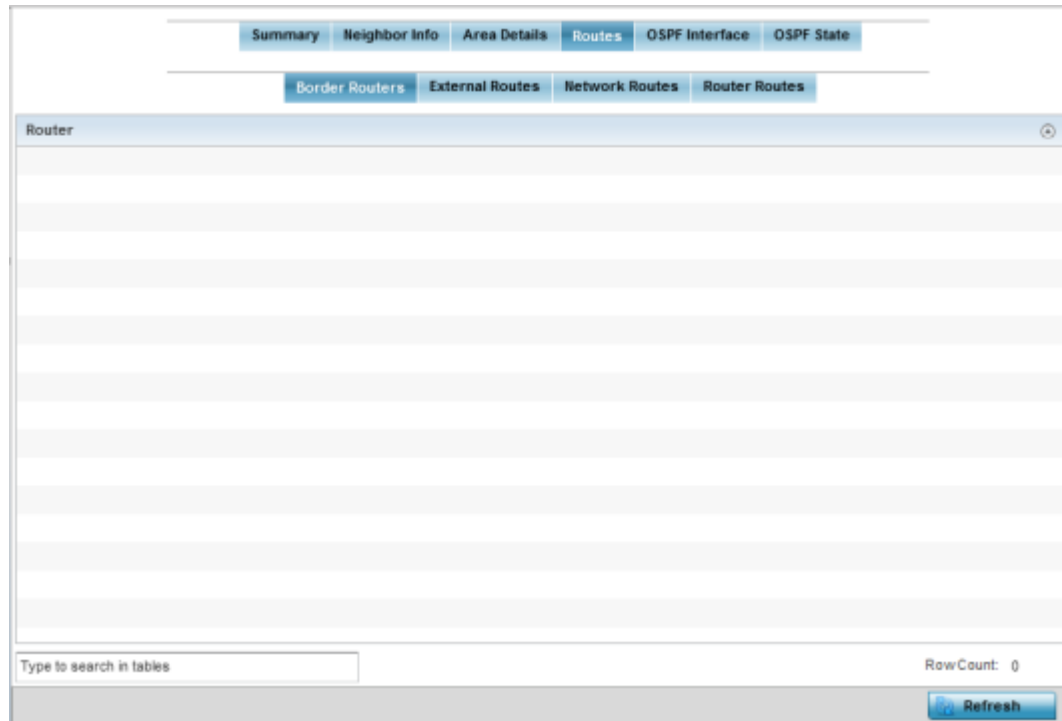 Summary Neighbor Info Area Details Routes OSPF Interface OSPF State
Border Routers External Routes Network Routes Router Routes
Router
Type to search in tables Row Count: 0
Refresh